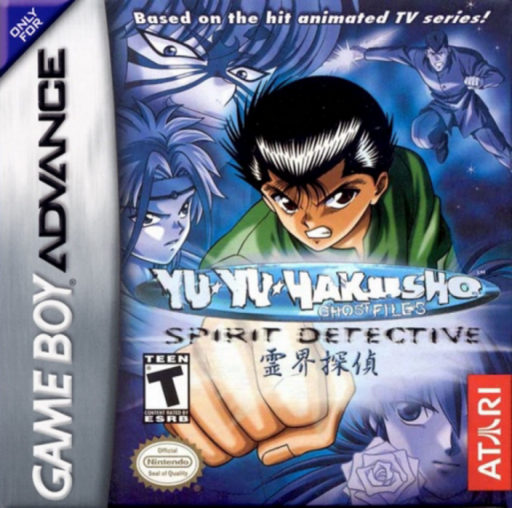 ONLY
FOR
Based on the hit animated TV series!
GAME BOY ADVANCE
YU★YU★HAKUSHO™
GHOST FILES
SPIRIT DETECTIVE
霊界探偵
TEEN
T
CONTENT RATED BY
ESRB
Official
Nintendo
Seal of Quality
ATARI